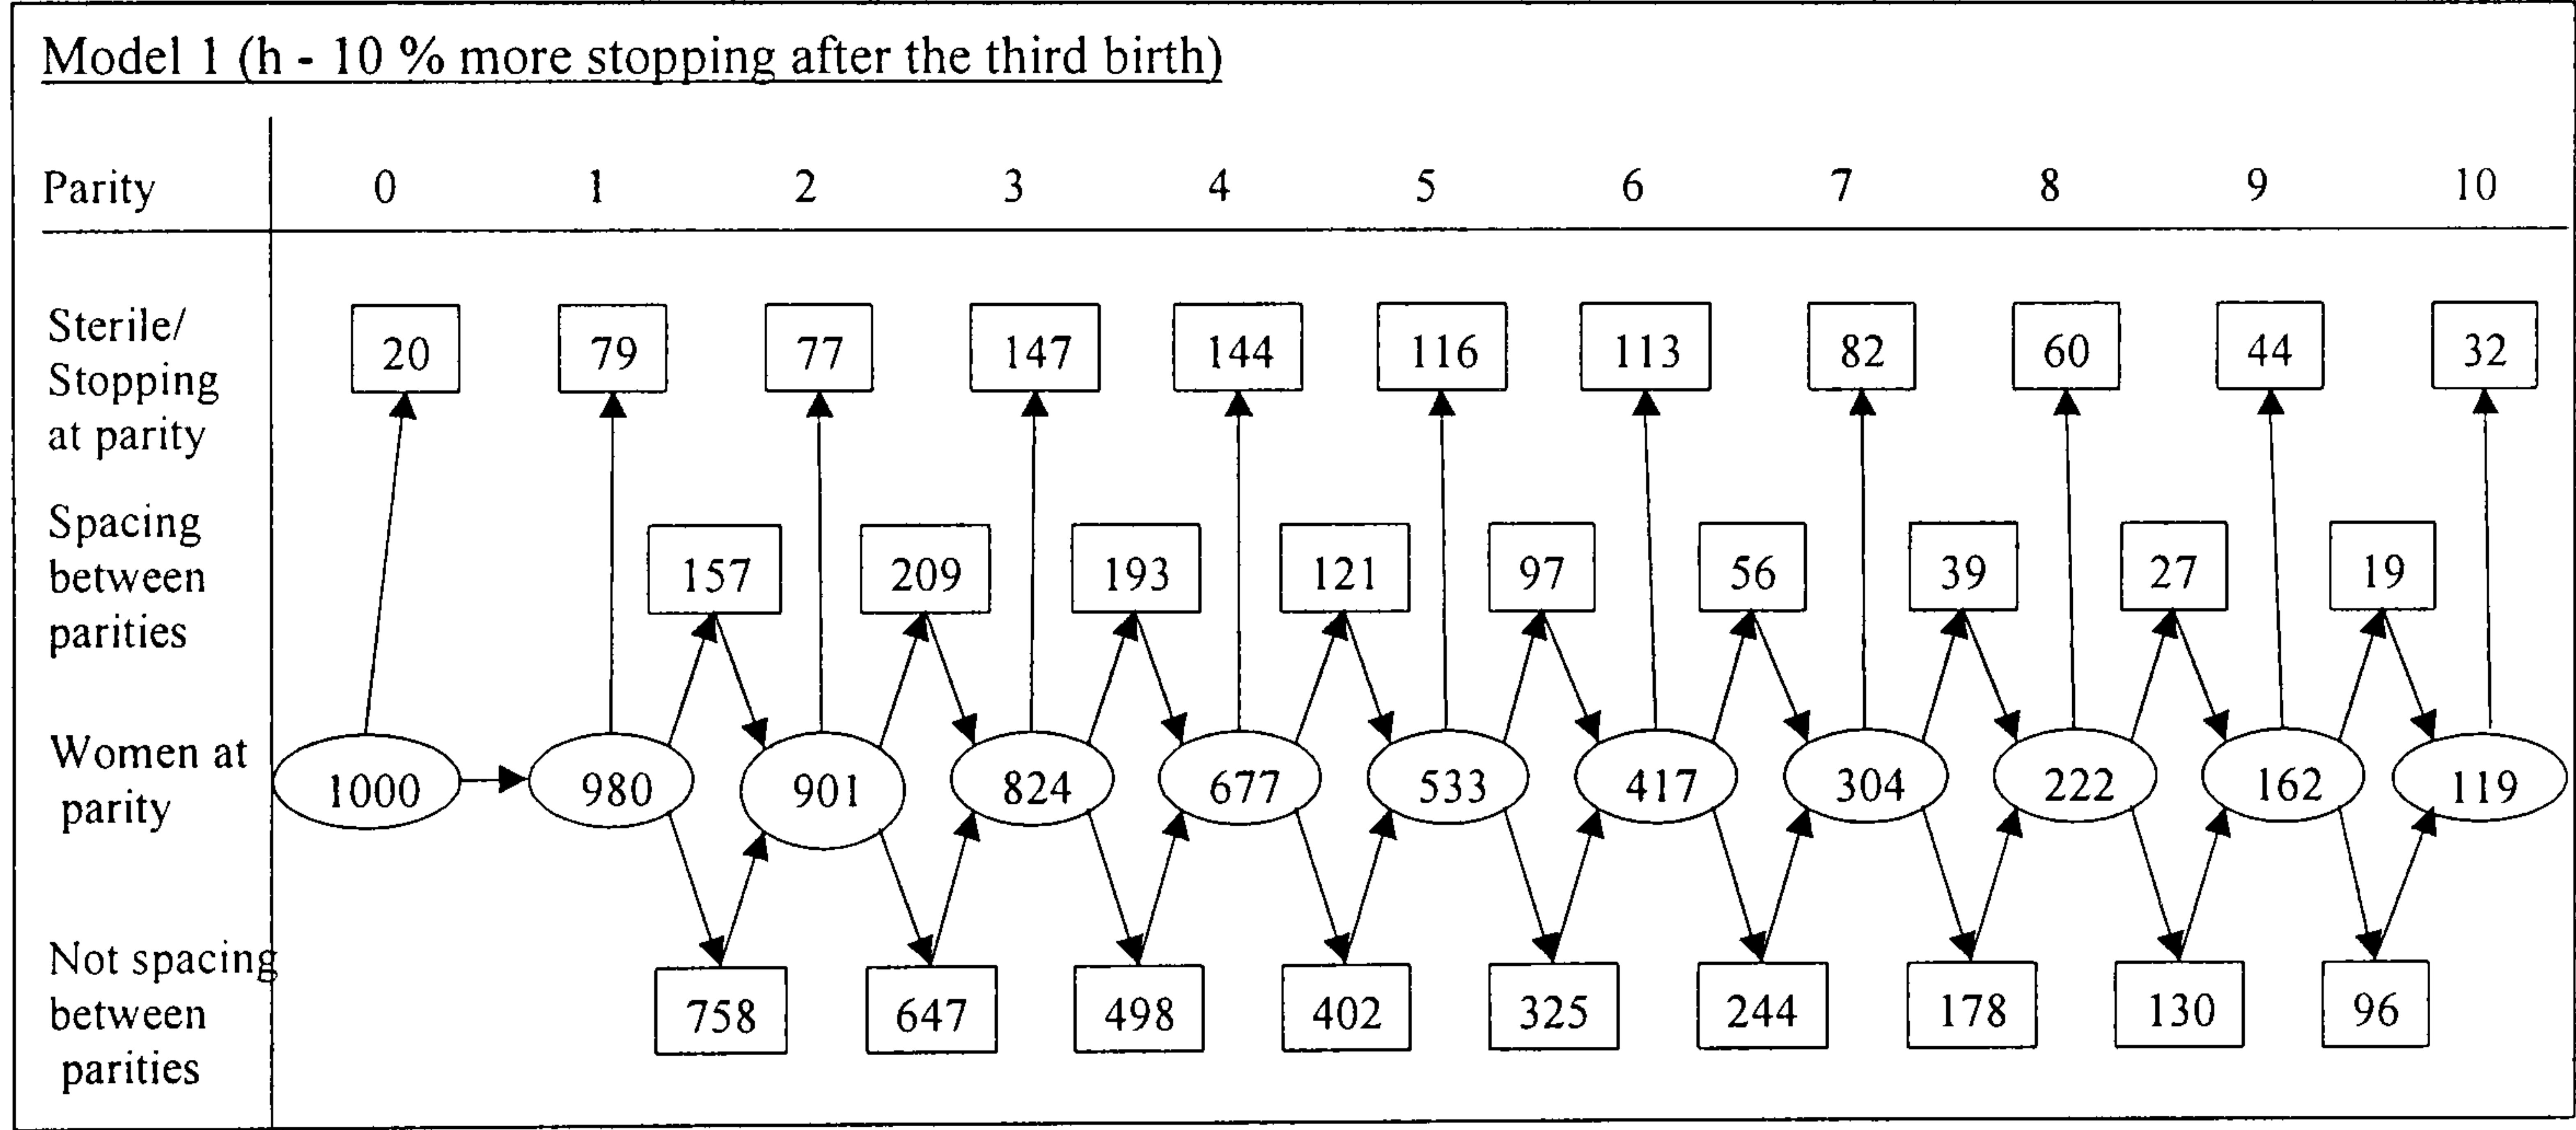 Model 1 (h - 10 % more stopping after the third birth)
Parity 0 1 2 3 4 5 6 7 8 9 10
Sterile/
Stopping
at parity
20 79 77 147 144 116 113 82 60 44 32
Spacing
between
parities
157 209 193 121 97 56 39 27 19
Women at
parity
1000 980 901 824 677 533 417 304 222 162 119
Not spacing
between
parities
758 647 498 402 325 244 178 130 96